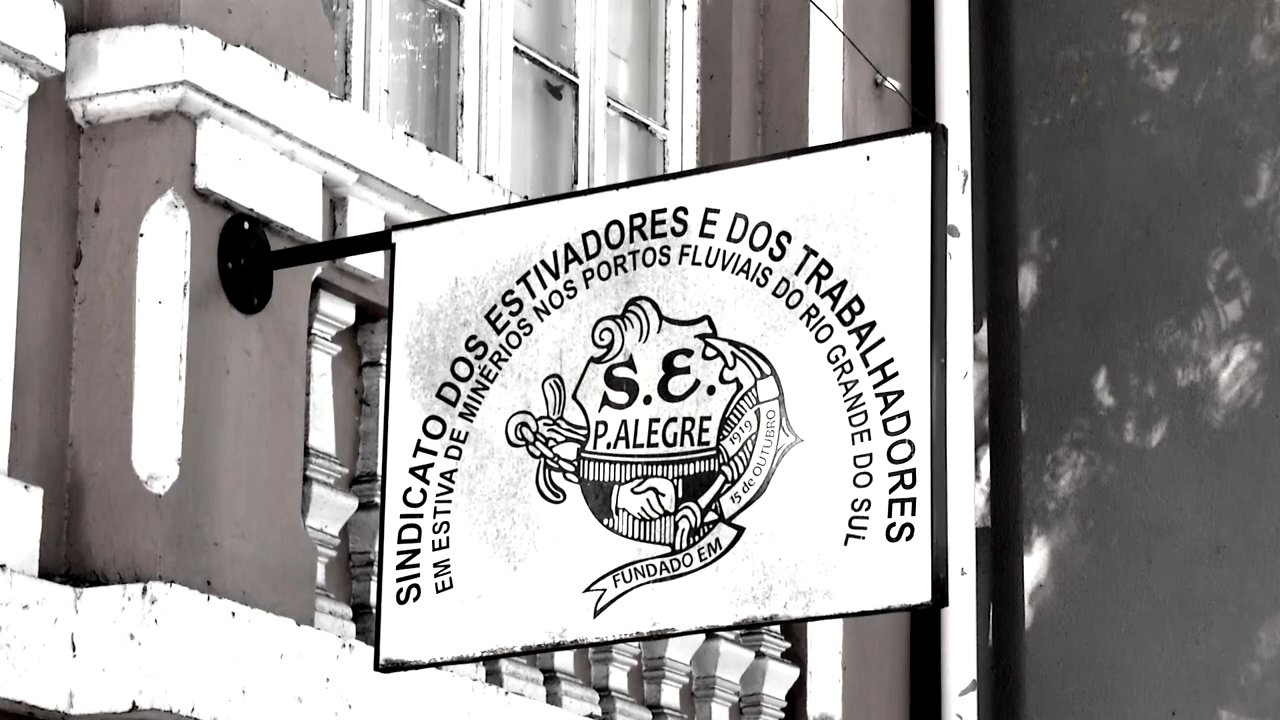 SINDICATO DOS ESTIVADORES E DOS TRABALHADORES
EM ESTIVA DE MINÉRIOS NOS PORTOS FLUVIAIS DO RIO GRANDE DO SUL
S.E.
P.ALEGRE
FUNDADO EM
15 de OUTUBRO
1919